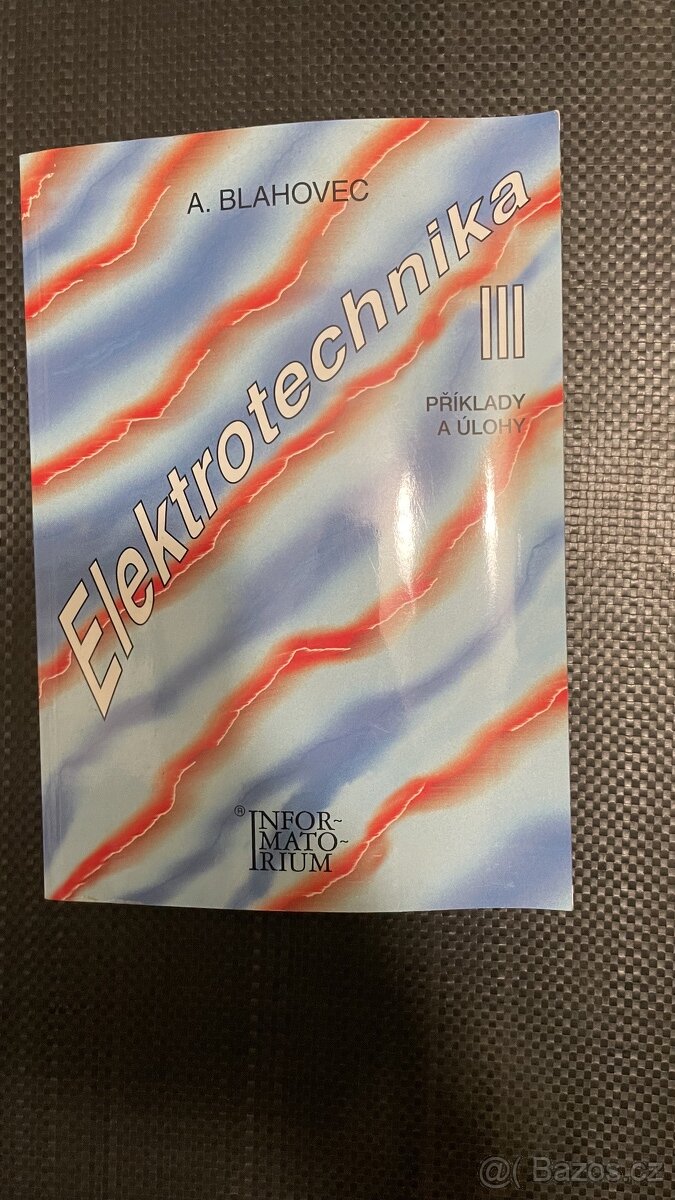 A. BLAHOVEC
Elektrotechnika
III
PŘÍKLADY
A ÚLOHY
® INFOR~
MATO~
RIUM
@( Bazos.cz